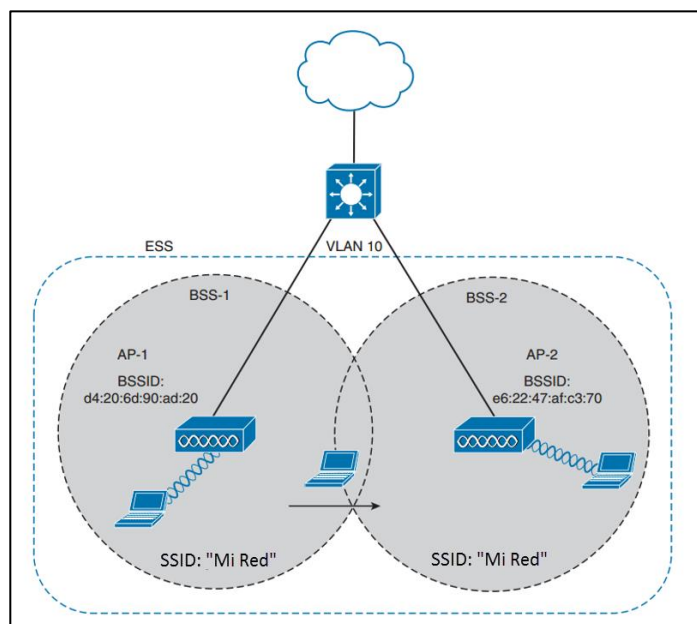 ESS
VLAN 10
BSS-1
BSS-2
AP-1
BSSID:
d4:20:6d:90:ad:20
AP-2
BSSID:
e6:22:47:af:c3:70
SSID: "Mi Red"
SSID: "Mi Red"